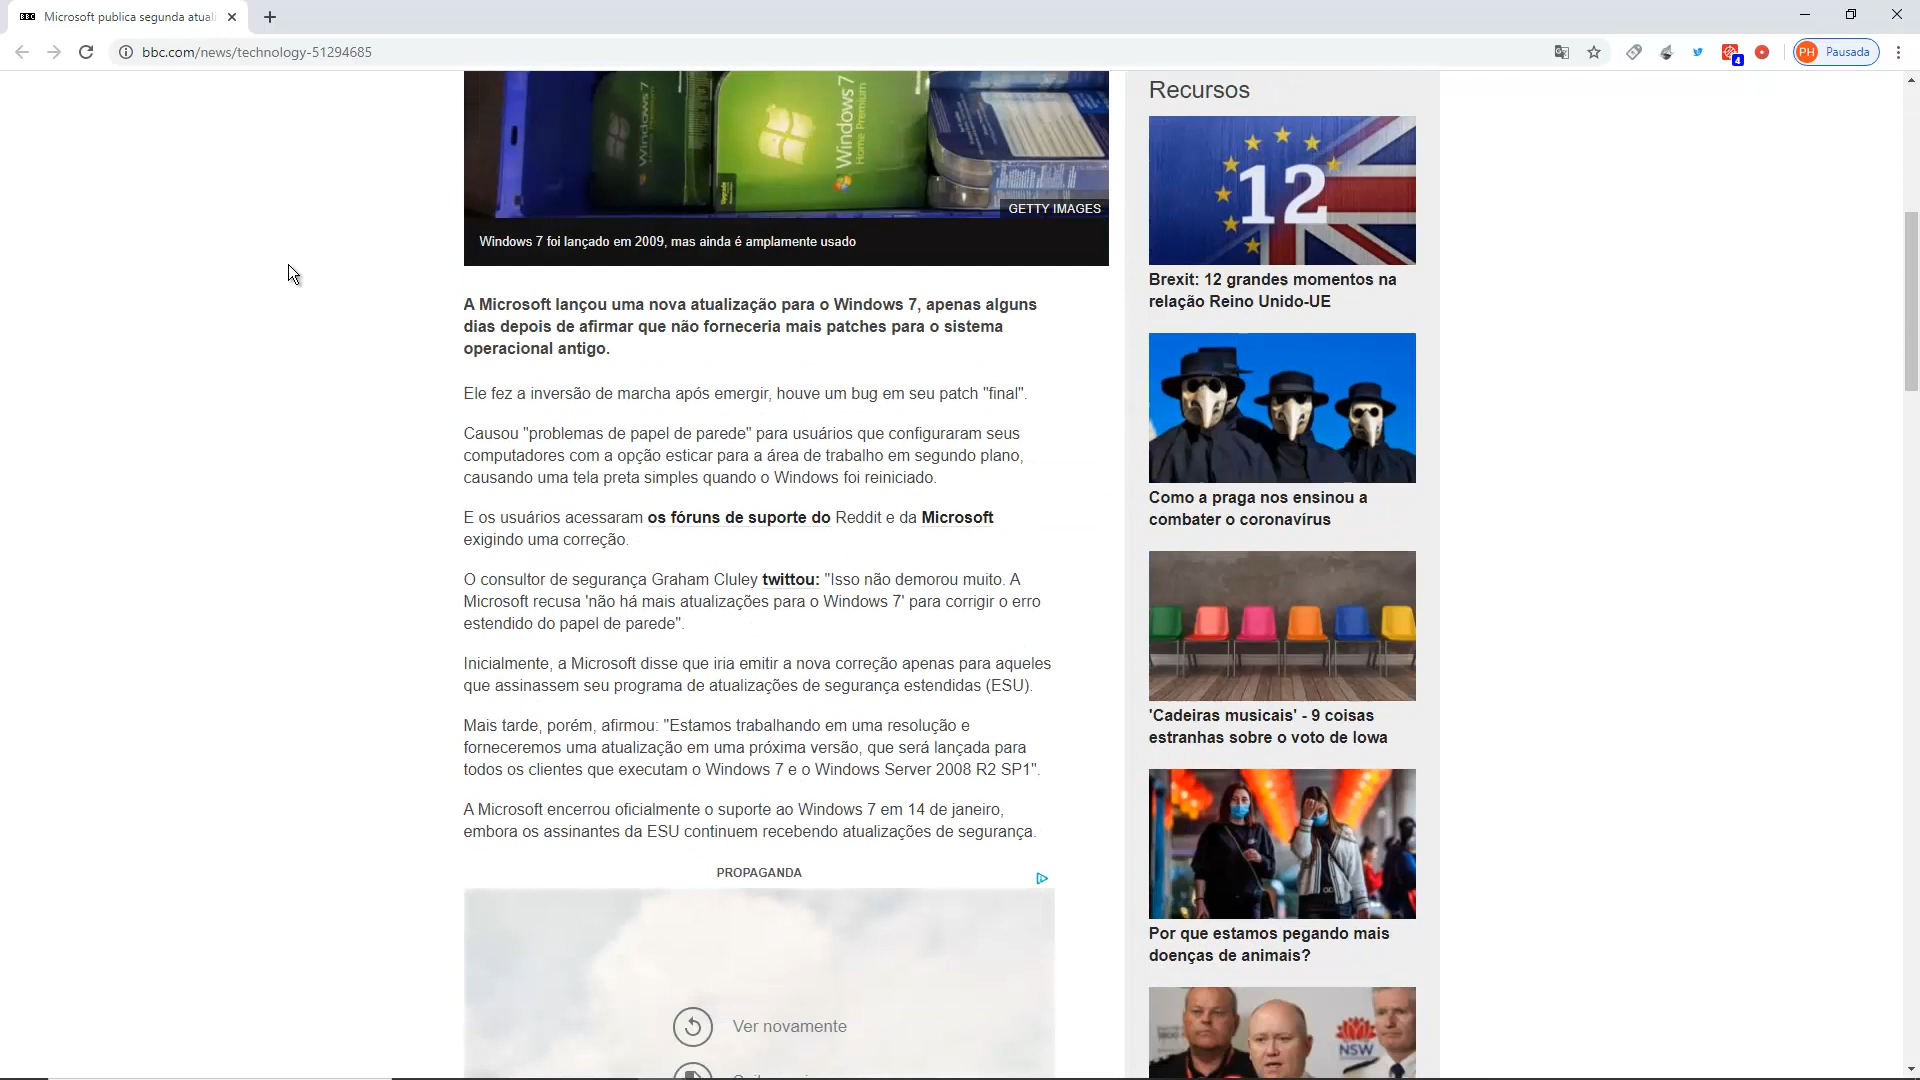 BBC Microsoft publica segunda atuali
bbc.com/news/technology-51294685
4
PH Pausada
Windows 7
Windows 7
Home Premium
Upgrade
GETTY IMAGES
Windows 7 foi lançado em 2009, mas ainda é amplamente usado
A Microsoft lançou uma nova atualização para o Windows 7, apenas alguns
dias depois de afirmar que não forneceria mais patches para o sistema
operacional antigo.
Ele fez a inversão de marcha após emergir, houve um bug em seu patch "final".
Causou "problemas de papel de parede" para usuários que configuraram seus
computadores com a opção esticar para a área de trabalho em segundo plano,
causando uma tela preta simples quando o Windows foi reiniciado.
E os usuários acessaram os fóruns de suporte do Reddit e da Microsoft
exigindo uma correção.
O consultor de segurança Graham Cluley twittou: "Isso não demorou muito. A
Microsoft recusa 'não há mais atualizações para o Windows 7' para corrigir o erro
estendido do papel de parede".
Inicialmente, a Microsoft disse que iria emitir a nova correção apenas para aqueles
que assinassem seu programa de atualizações de segurança estendidas (ESU).
Mais tarde, porém, afirmou: "Estamos trabalhando em uma resolução e
forneceremos uma atualização em uma próxima versão, que será lançada para
todos os clientes que executam o Windows 7 e o Windows Server 2008 R2 SP1".
A Microsoft encerrou oficialmente o suporte ao Windows 7 em 14 de janeiro,
embora os assinantes da ESU continuem recebendo atualizações de segurança.
PROPAGANDA
Ver novamente
Recursos
12
Brexit: 12 grandes momentos na
relação Reino Unido-UE
Como a praga nos ensinou a
combater o coronavírus
'Cadeiras musicais' - 9 coisas
estranhas sobre o voto de Iowa
Por que estamos pegando mais
doenças de animais?
NSW